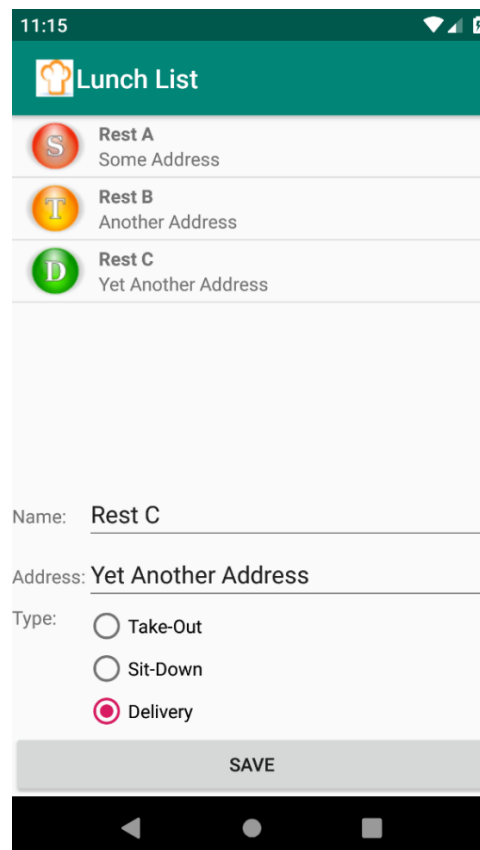 11:15
Lunch List
S
Rest A
Some Address
T
Rest B
Another Address
D
Rest C
Yet Another Address
Name: Rest C
Address: Yet Another Address
Type:
Take-Out
Sit-Down
Delivery
SAVE